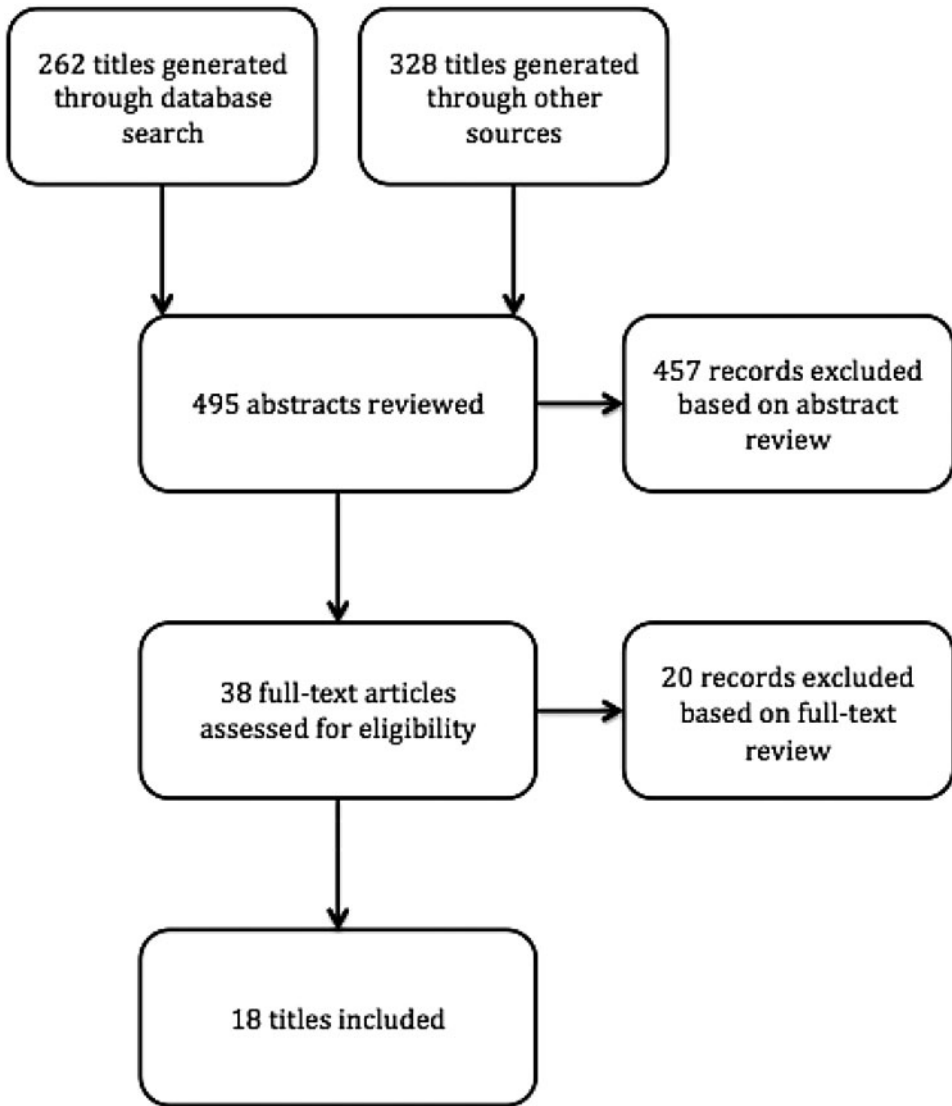 262 titles generated
through database
search
328 titles generated
through other
sources
495 abstracts reviewed
457 records excluded
based on abstract
review
38 full-text articles
assessed for eligibility
20 records excluded
based on full-text
review
18 titles included